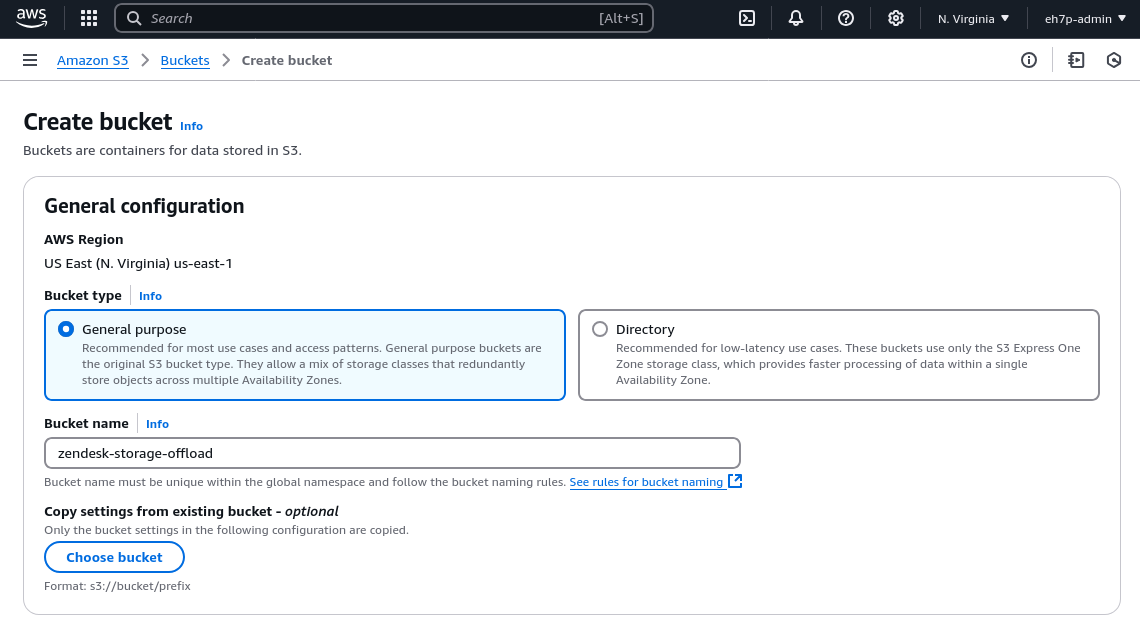 aws
Search [Alt+S]
N. Virginia eh7p-admin
Amazon S3 Buckets Create bucket
Create bucket Info
Buckets are containers for data stored in S3.
General configuration
AWS Region
US East (N. Virginia) us-east-1
Bucket type Info
General purpose
Recommended for most use cases and access patterns. General purpose buckets are
the original S3 bucket type. They allow a mix of storage classes that redundantly
store objects across multiple Availability Zones.
Directory
Recommended for low-latency use cases. These buckets use only the S3 Express One
Zone storage class, which provides faster processing of data within a single
Availability Zone.
Bucket name Info
zendesk-storage-offload
Bucket name must be unique within the global namespace and follow the bucket naming rules. See rules for bucket naming
Copy settings from existing bucket - optional
Only the bucket settings in the following configuration are copied.
Choose bucket
Format: s3://bucket/prefix